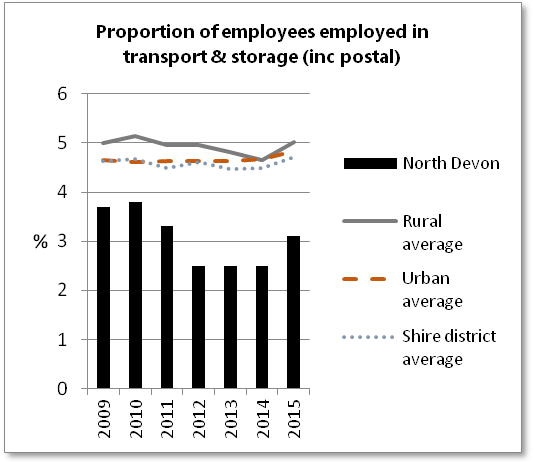 Proportion of employees employed in
transport & storage (inc postal)
6
5
4
3
2
1
0
%
2009
2010
2011
2012
2013
2014
2015
North Devon
Rural
average
Urban
average
Shire district
average